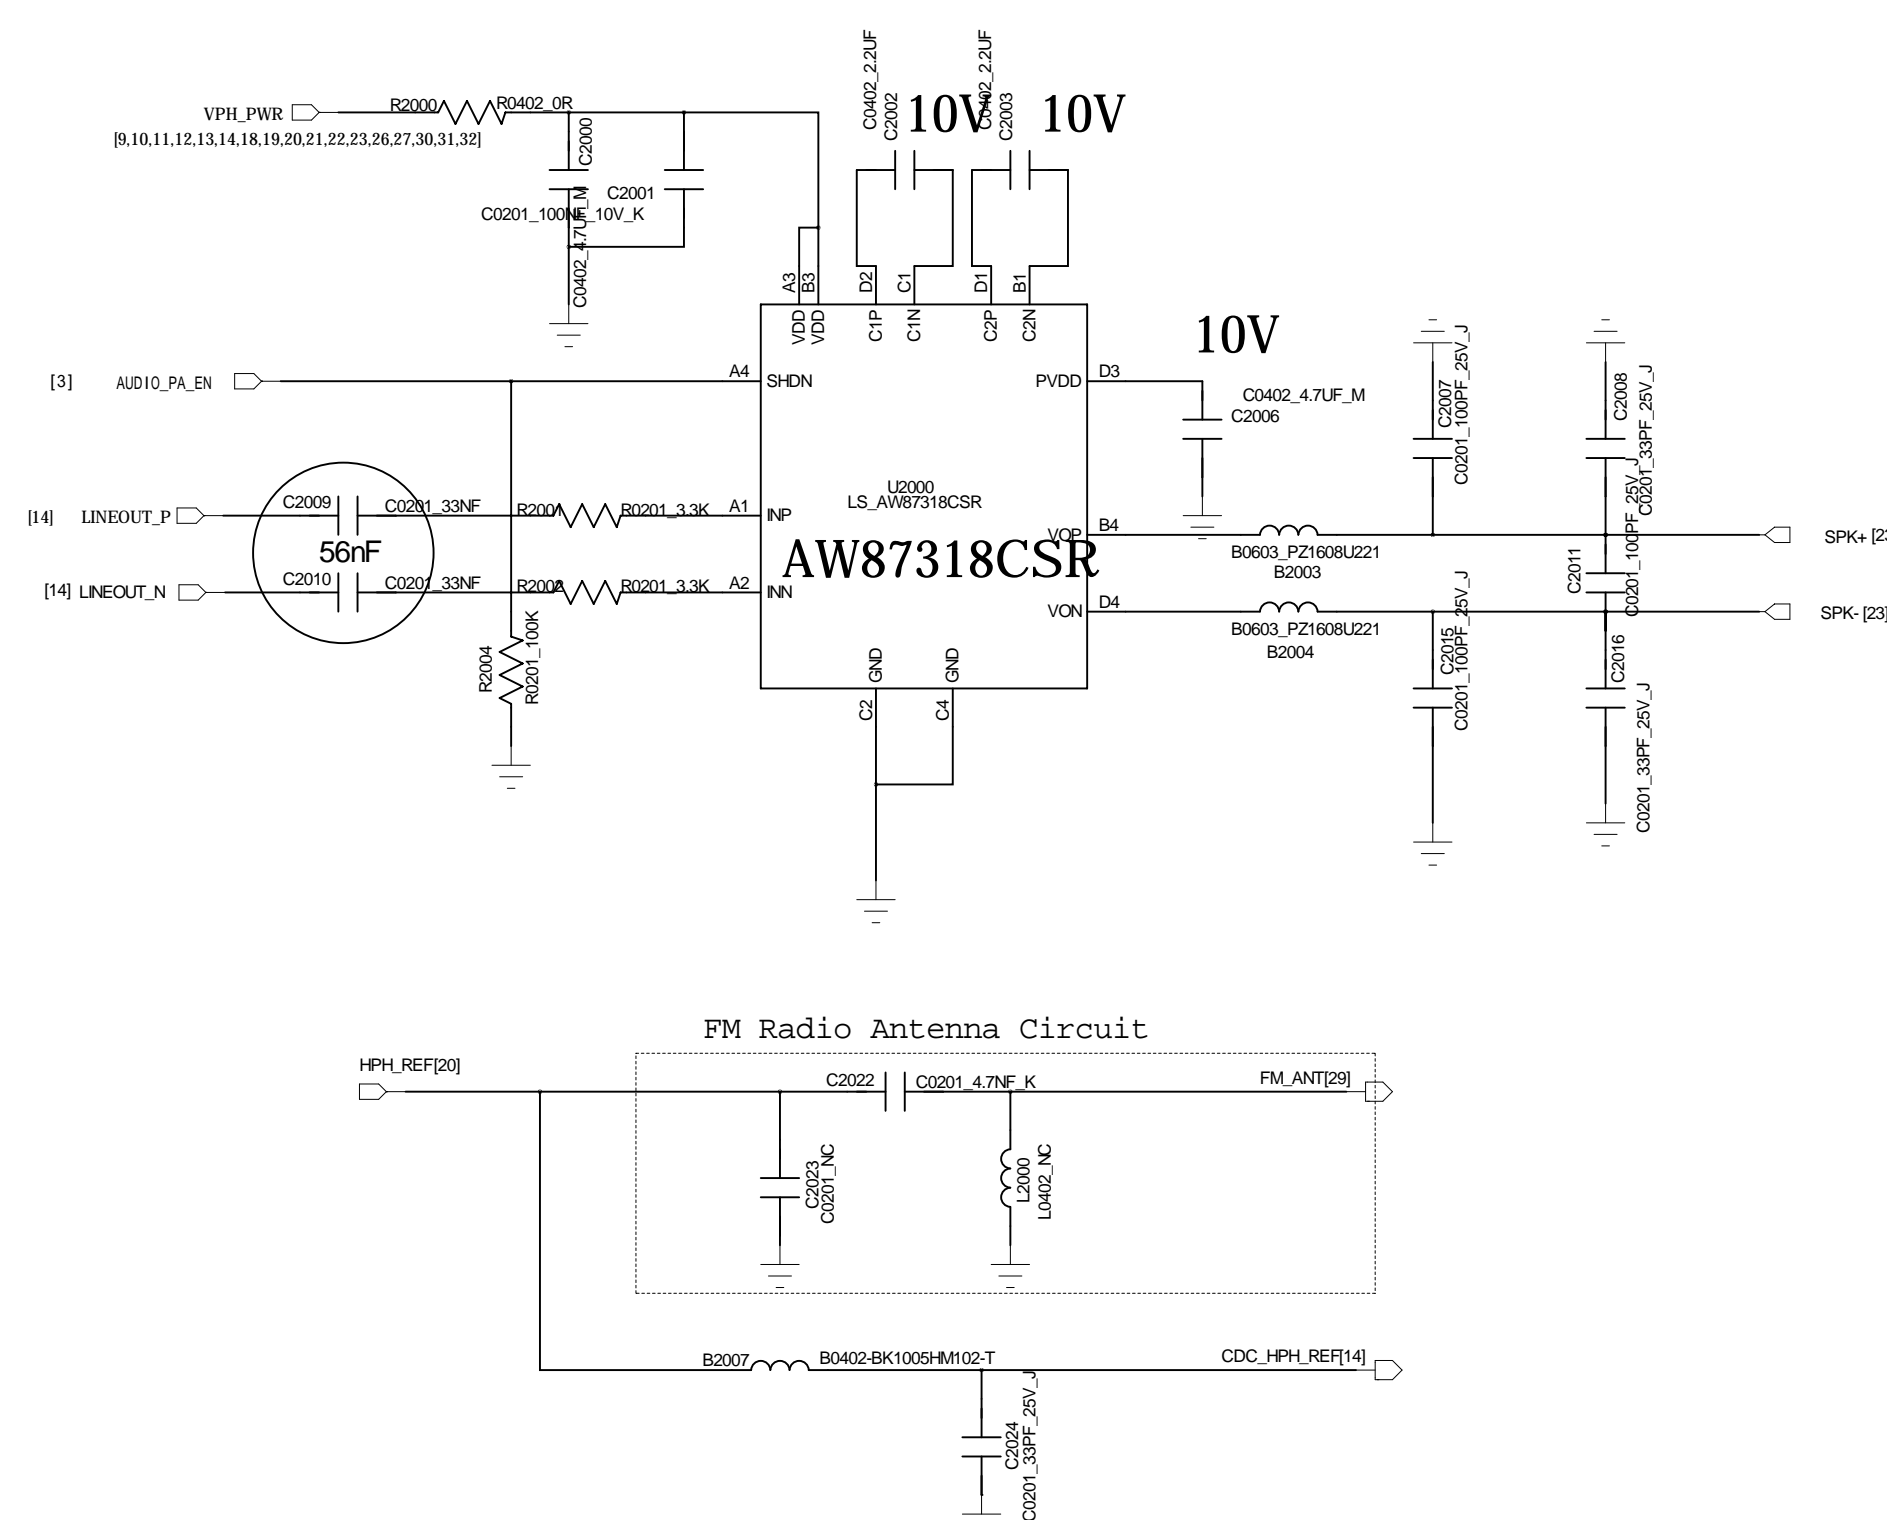 C0402_2.2UF
C2002
10V
C0402_2.2UF
C2003
10V
VPH_PWR
R2000
R0402_0R
[9,10,11,12,13,14,18,19,20,21,22,23,26,27,30,31,32]
C2000
C0402_4.7UF_M
C2001
C0201_100NF_10V_K
A3
B3
D2
C1
D1
B1
VDD
VDD
C1P
C1N
C2P
C2N
10V
[3]
AUDIO_PA_EN
A4
SHDN
PVDD
D3
C0402_4.7UF_M
C2006
C2007
C0201_100PF_25V_J
C2008
C0201_33PF_25V_J
U2000
LS_AW87318CSR
C2009
C0201_33NF
R2001
R0201_3.3K
A1
INP
[14]
LINEOUT_P
56nF
AW87318CSR
VOP
B4
B0603_PZ1608U221
B2003
SPK+ [23
C2011
C0201_100PF_25V_J
[14] LINEOUT_N
C2010
C0201_33NF
R2002
R0201_3.3K
A2
INN
VON
D4
B0603_PZ1608U221
B2004
SPK- [23]
R2004
R0201_100K
C2015
C0201_100PF_25V_J
C2016
C0201_33PF_25V_J
GND
GND
C2
C4
FM Radio Antenna Circuit
HPH_REF[20]
C2022
C0201_4.7NF_K
FM_ANT[29]
C2023
C0201_NC
L2000
L0402_NC
B2007
B0402-BK1005HM102-T
CDC_HPH_REF[14]
C2024
C0201_33PF_25V_J